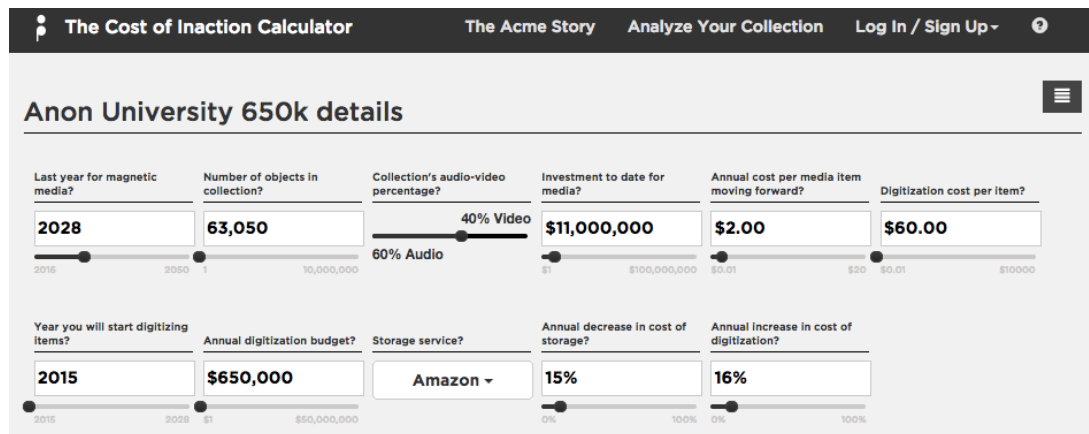 The Cost of Inaction Calculator The Acme Story Analyze Your Collection Log In / Sign Up ?
Anon University 650k details
Last year for magnetic media?
2028
2016 2050
Number of objects in collection?
63,050
1 10,000,000
Collection's audio-video percentage?
40% Video
60% Audio
Investment to date for media?
$11,000,000
$1 $100,000,000
Annual cost per media item moving forward?
$2.00
$0.01 $20
Digitization cost per item?
$60.00
$0.01 $10000
Year you will start digitizing items?
2015
2015 2028
Annual digitization budget?
$650,000
$1 $50,000,000
Storage service?
Amazon
Annual decrease in cost of storage?
15%
0% 100%
Annual increase in cost of digitization?
16%
0% 100%